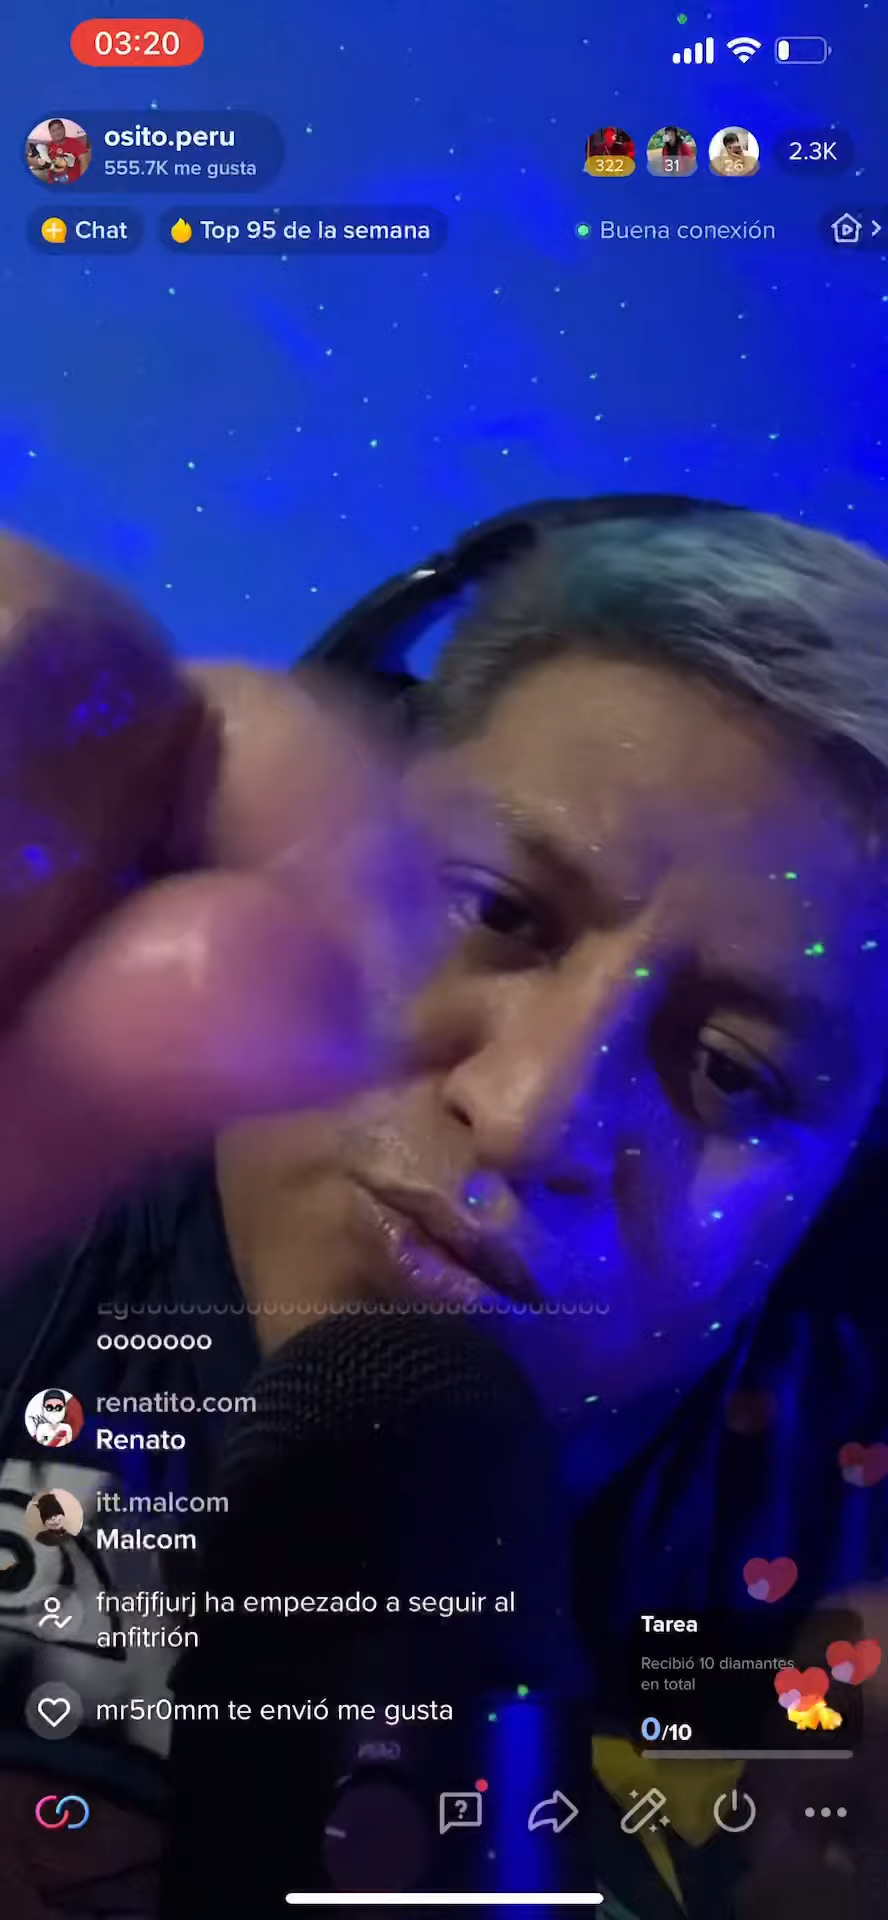 03:20
osito.peru
555.7K me gusta
322
31
26
2.3K
Chat
Top 95 de la semana
Buena conexión
ooooooo
renatito.com
Renato
itt.malcom
Malcom
fnafjfjurj ha empezado a seguir al
anfitrión
mr5r0mm te envió me gusta
Tarea
Recibió 10 diamantes
en total
0/10